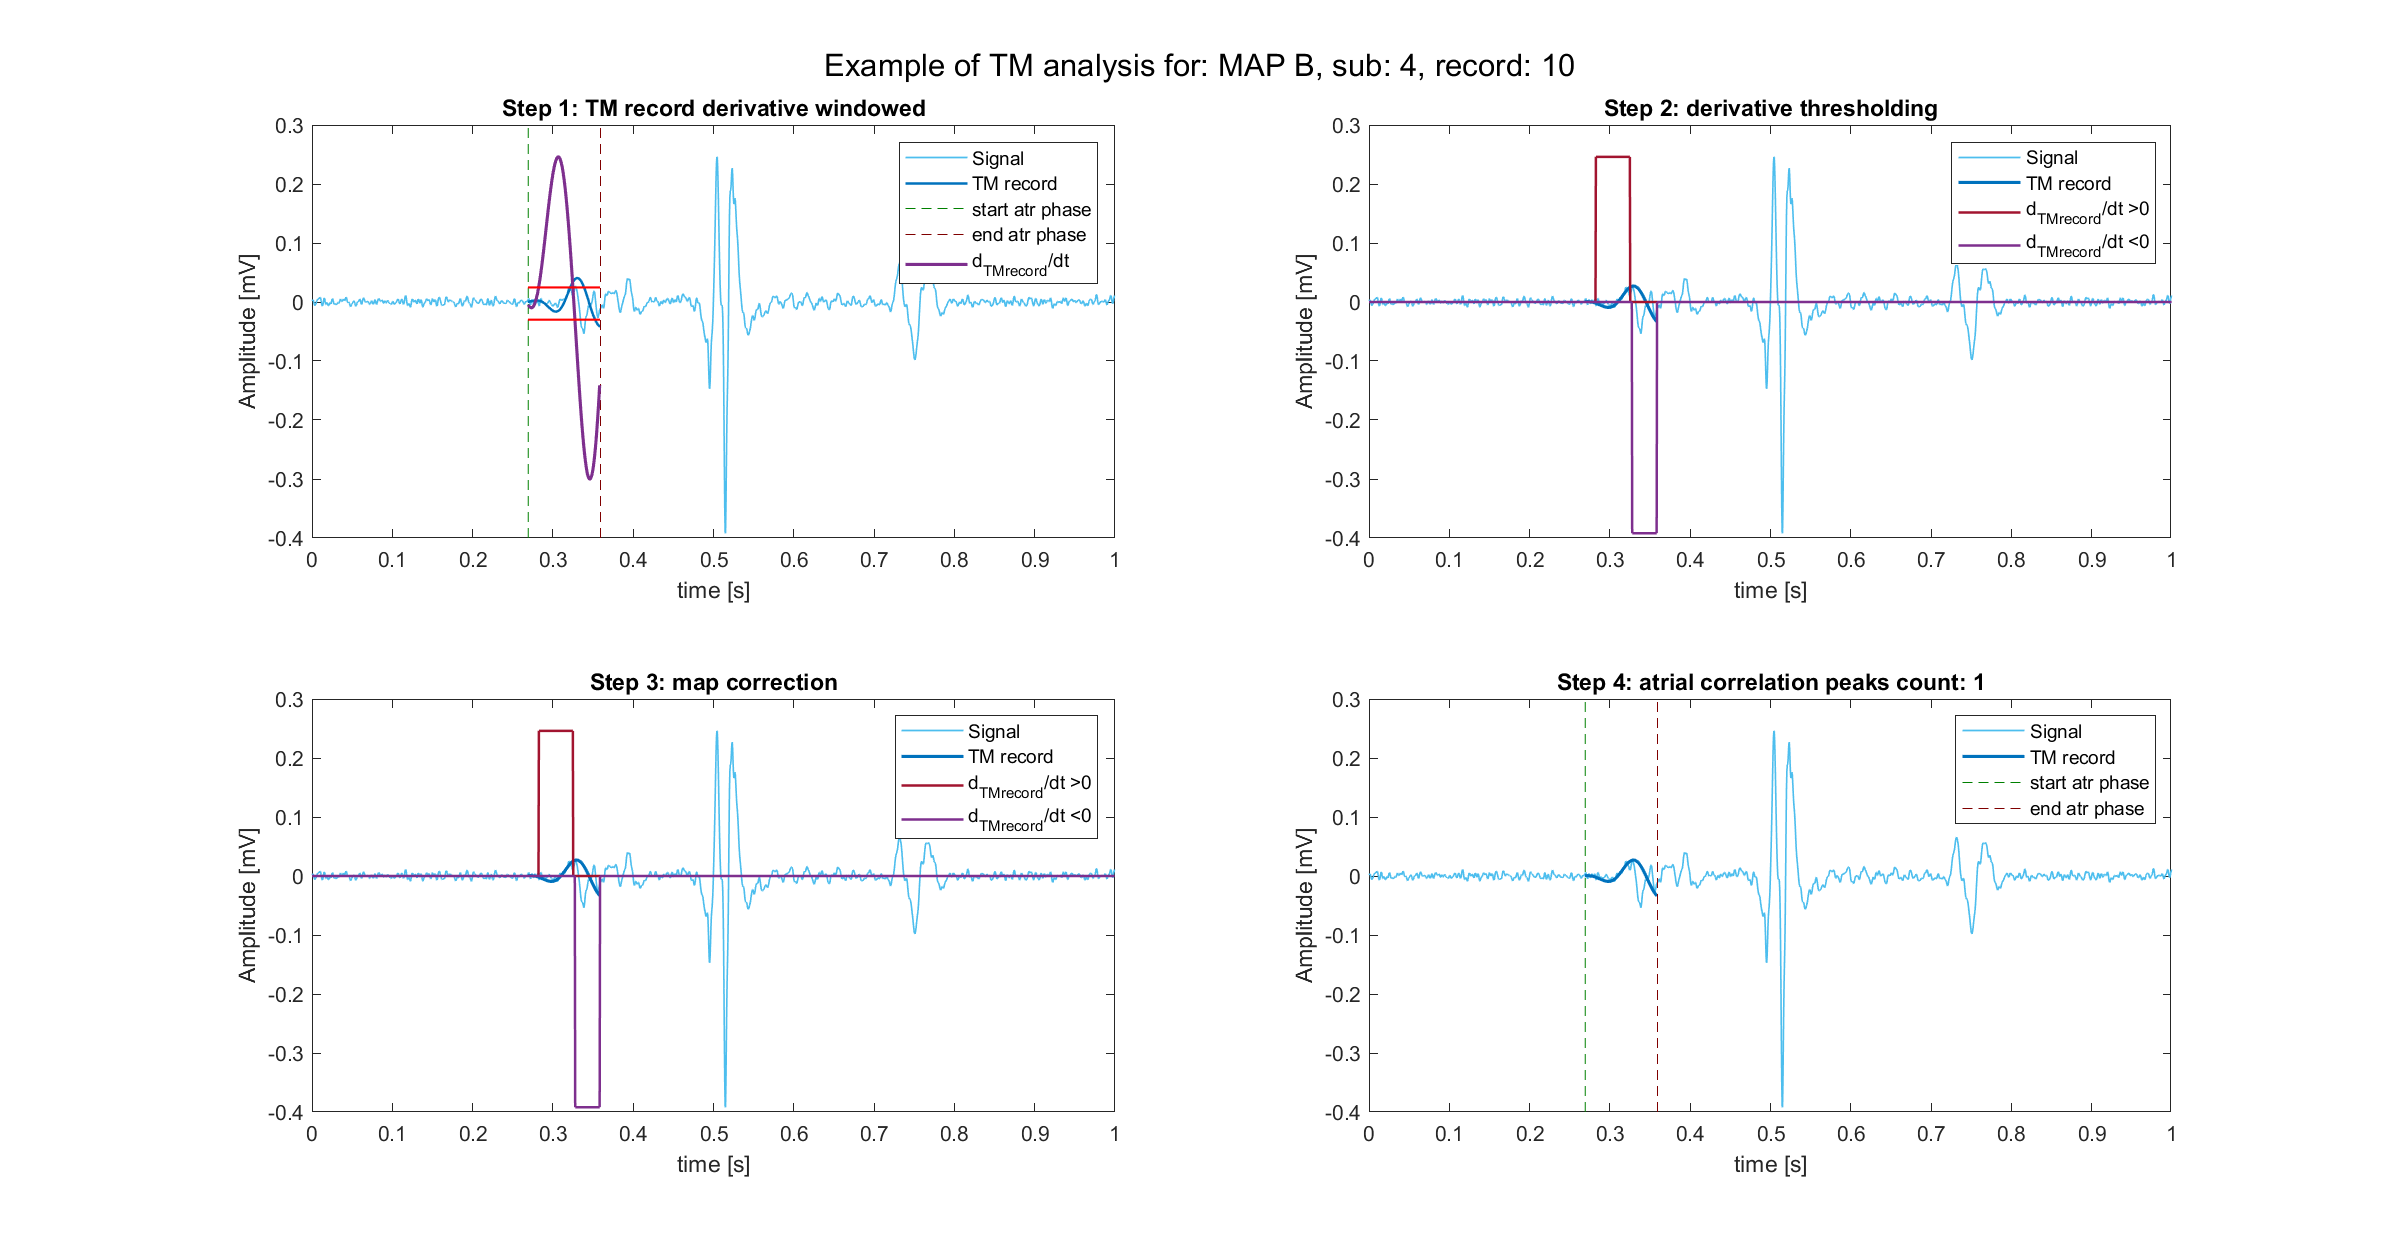 Example of TM analysis for: MAP B, sub: 4, record: 10
Step 1: TM record derivative windowed
0.3
0.2
0.1
0
-0.1
-0.2
-0.3
-0.4
Amplitude [mV]
0 0.1 0.2 0.3 0.4 0.5 0.6 0.7 0.8 0.9 1
time [s]
Signal
TM record
start atr phase
end atr phase
dTMrecord/dt
Step 2: derivative thresholding
0.3
0.2
0.1
0
-0.1
-0.2
-0.3
-0.4
Amplitude [mV]
0 0.1 0.2 0.3 0.4 0.5 0.6 0.7 0.8 0.9 1
time [s]
Signal
TM record
dTMrecord/dt >0
dTMrecord/dt <0
Step 3: map correction
0.3
0.2
0.1
0
-0.1
-0.2
-0.3
-0.4
Amplitude [mV]
0 0.1 0.2 0.3 0.4 0.5 0.6 0.7 0.8 0.9 1
time [s]
Signal
TM record
dTMrecord/dt >0
dTMrecord/dt <0
Step 4: atrial correlation peaks count: 1
0.3
0.2
0.1
0
-0.1
-0.2
-0.3
-0.4
Amplitude [mV]
0 0.1 0.2 0.3 0.4 0.5 0.6 0.7 0.8 0.9 1
time [s]
Signal
TM record
start atr phase
end atr phase